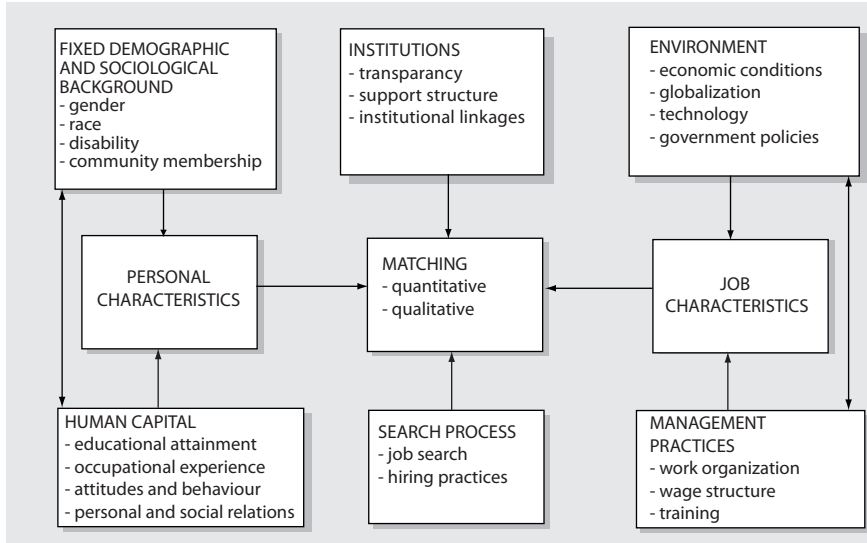 FIXED DEMOGRAPHIC
AND SOCIOLOGICAL
BACKGROUND
- gender
- race
- disability
- community membership
INSTITUTIONS
- transparancy
- support structure
- institutional linkages
ENVIRONMENT
- economic conditions
- globalization
- technology
- government policies
PERSONAL
CHARACTERISTICS
MATCHING
- quantitative
- qualitative
JOB
CHARACTERISTICS
HUMAN CAPITAL
- educational attainment
- occupational experience
- attitudes and behaviour
- personal and social relations
SEARCH PROCESS
- job search
- hiring practices
MANAGEMENT
PRACTICES
- work organization
- wage structure
- training